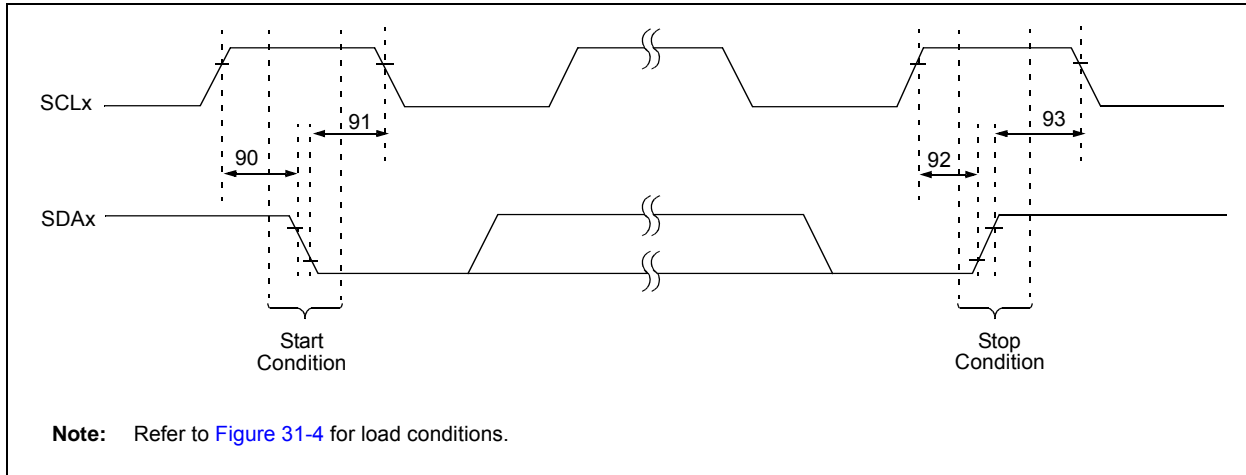 SCLx
91
93
90
92
SDAx
Start
Condition
Stop
Condition
Note: Refer to Figure 31-4 for load conditions.